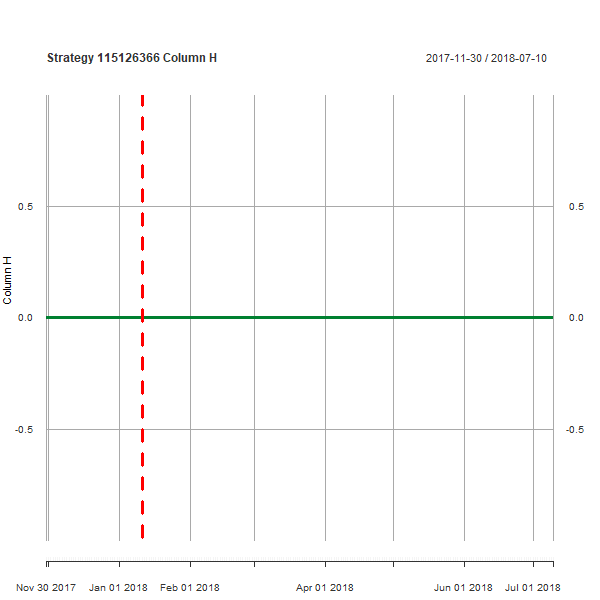 Strategy 115126366 Column H
2017-11-30 / 2018-07-10
0.5
0.5
Column H
0.0
0.0
-0.5
-0.5
Nov 30 2017
Jan 01 2018
Feb 01 2018
Apr 01 2018
Jun 01 2018
Jul 01 2018